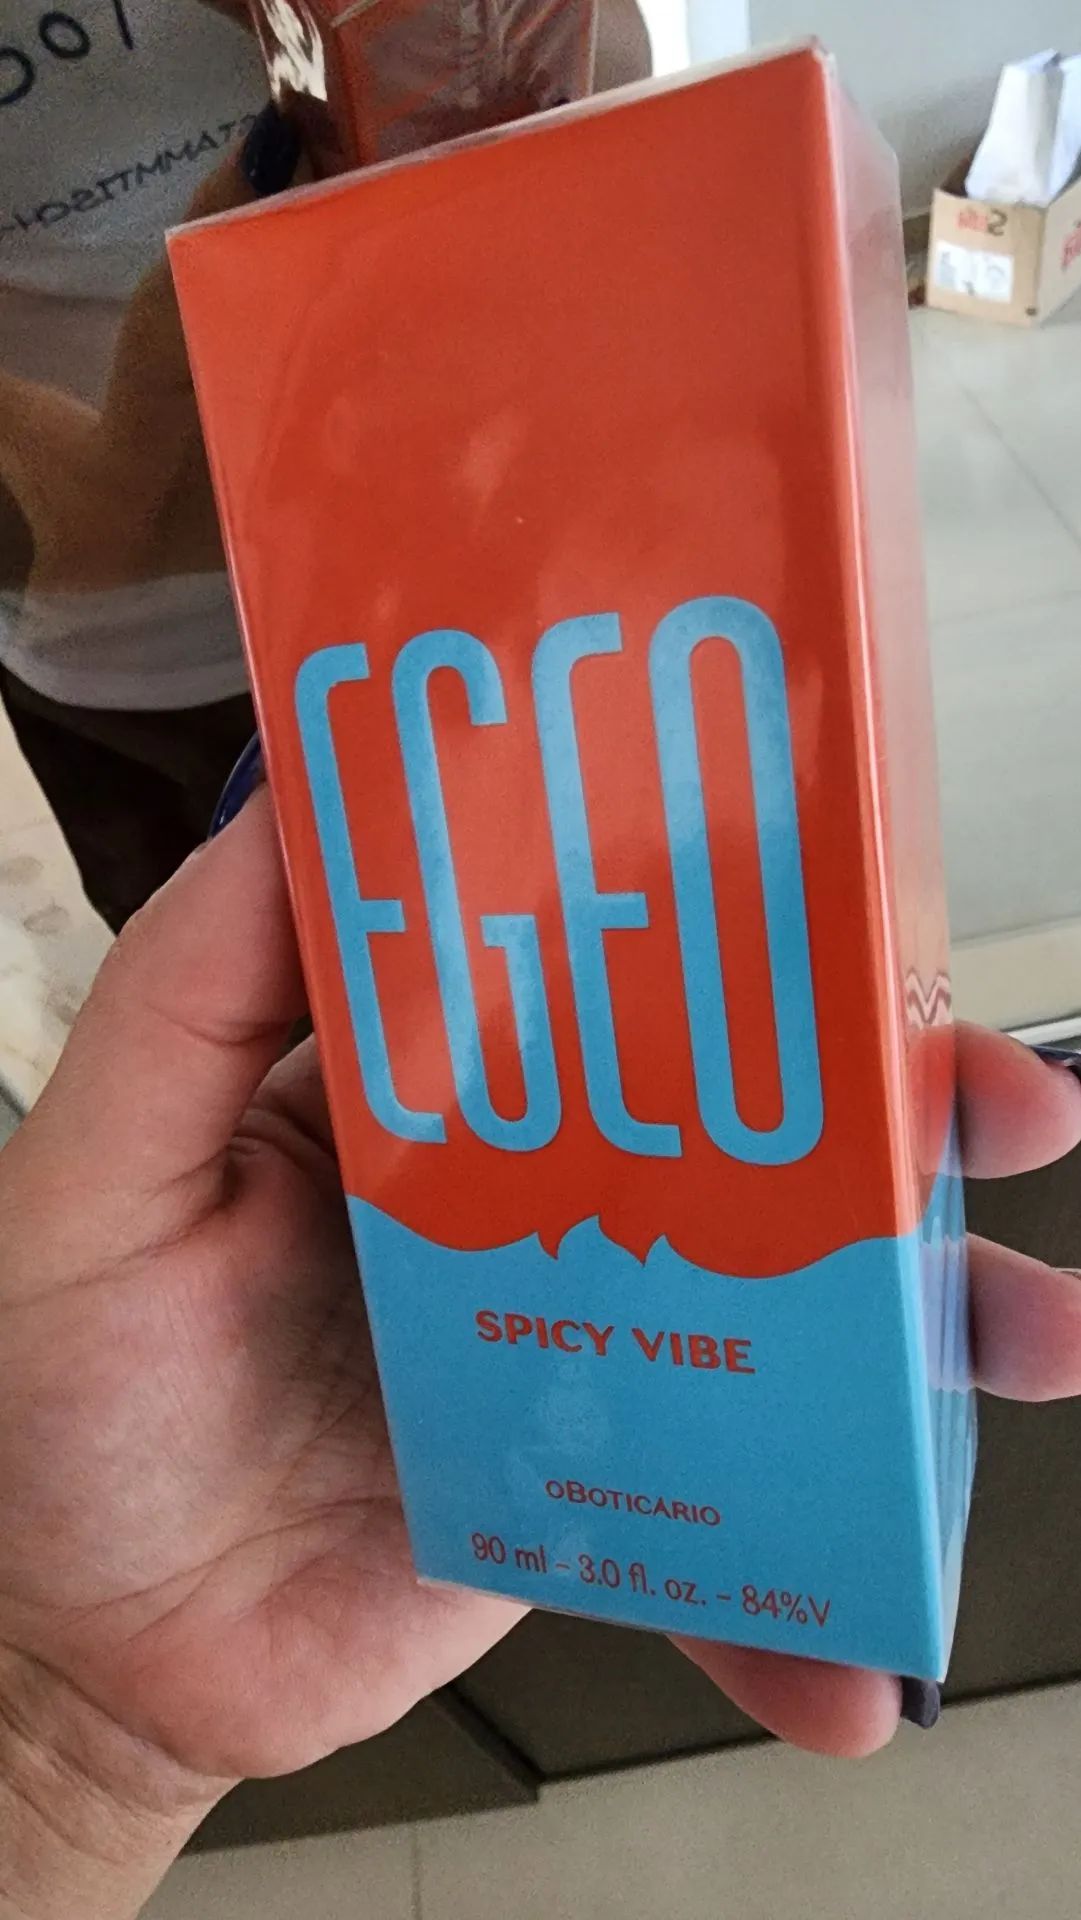 EGEO
SPICY VIBE
oBOTICARIO
90 ml - 3.0 fl. oz. - 84%V